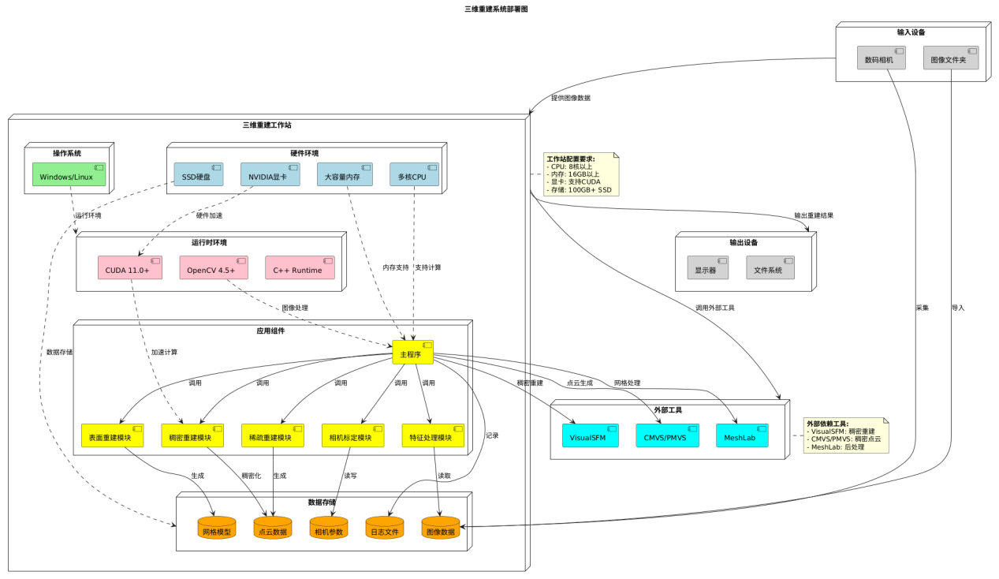 三维重建系统部署图
输入设备
数码相机
图像文件夹
提供图像数据
三维重建工作站
操作系统
Windows/Linux
硬件环境
SSD硬盘
NVIDIA显卡
大容量内存
多核CPU
工作站配置要求:
- CPU: 8核以上
- 内存: 16GB以上
- 显卡: 支持CUDA
- 存储: 100GB+ SSD
运行环境
硬件加速
输出重建结果
运行时环境
CUDA 11.0+
OpenCV 4.5+
C++ Runtime
内存支持
支持计算
输出设备
显示器
文件系统
图像处理
调用外部工具
采集
导入
应用组件
主程序
数据存储
加速计算
调用
调用
调用
调用
调用
稠密重建
点云生成
网格处理
表面重建模块
稠密重建模块
稀疏重建模块
相机标定模块
特征处理模块
记录
外部工具
VisualSFM
CMVS/PMVS
MeshLab
外部依赖工具:
- VisualSFM: 稠密重建
- CMVS/PMVS: 稠密点云
- MeshLab: 后处理
生成
稠密化
生成
读写
读取
数据存储
网格模型
点云数据
相机参数
日志文件
图像数据